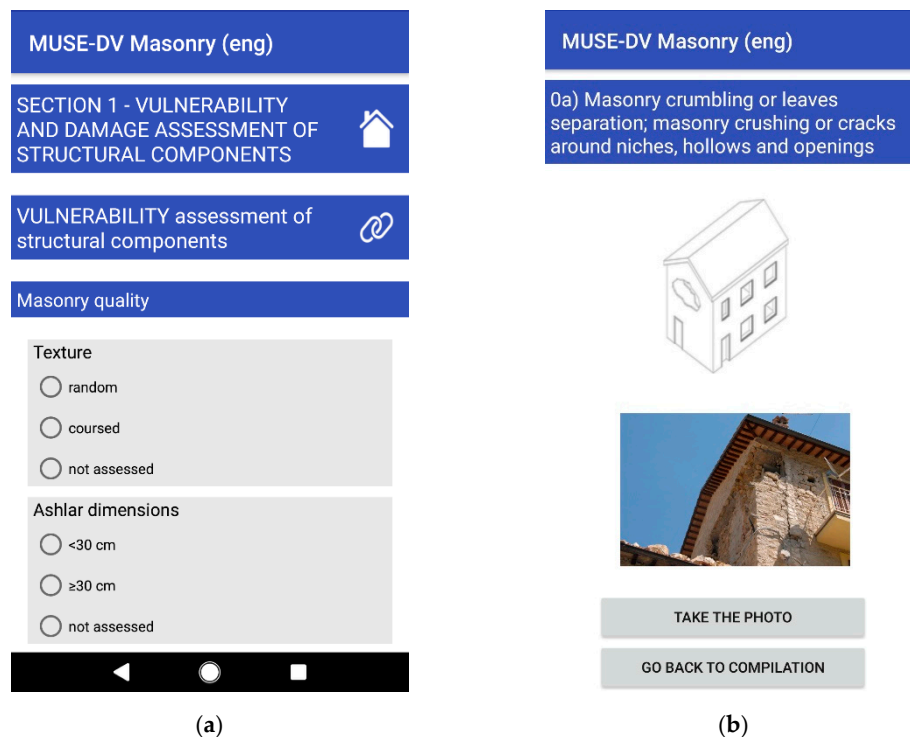 MUSE-DV Masonry (eng)
SECTION 1 - VULNERABILITY
AND DAMAGE ASSESSMENT OF
STRUCTURAL COMPONENTS
VULNERABILITY assessment of
structural components
Masonry quality
Texture
random
coursed
not assessed
Ashlar dimensions
<30 cm
≥30 cm
not assessed
(a)
MUSE-DV Masonry (eng)
0a) Masonry crumbling or leaves
separation; masonry crushing or cracks
around niches, hollows and openings
TAKE THE PHOTO
GO BACK TO COMPILATION
(b)